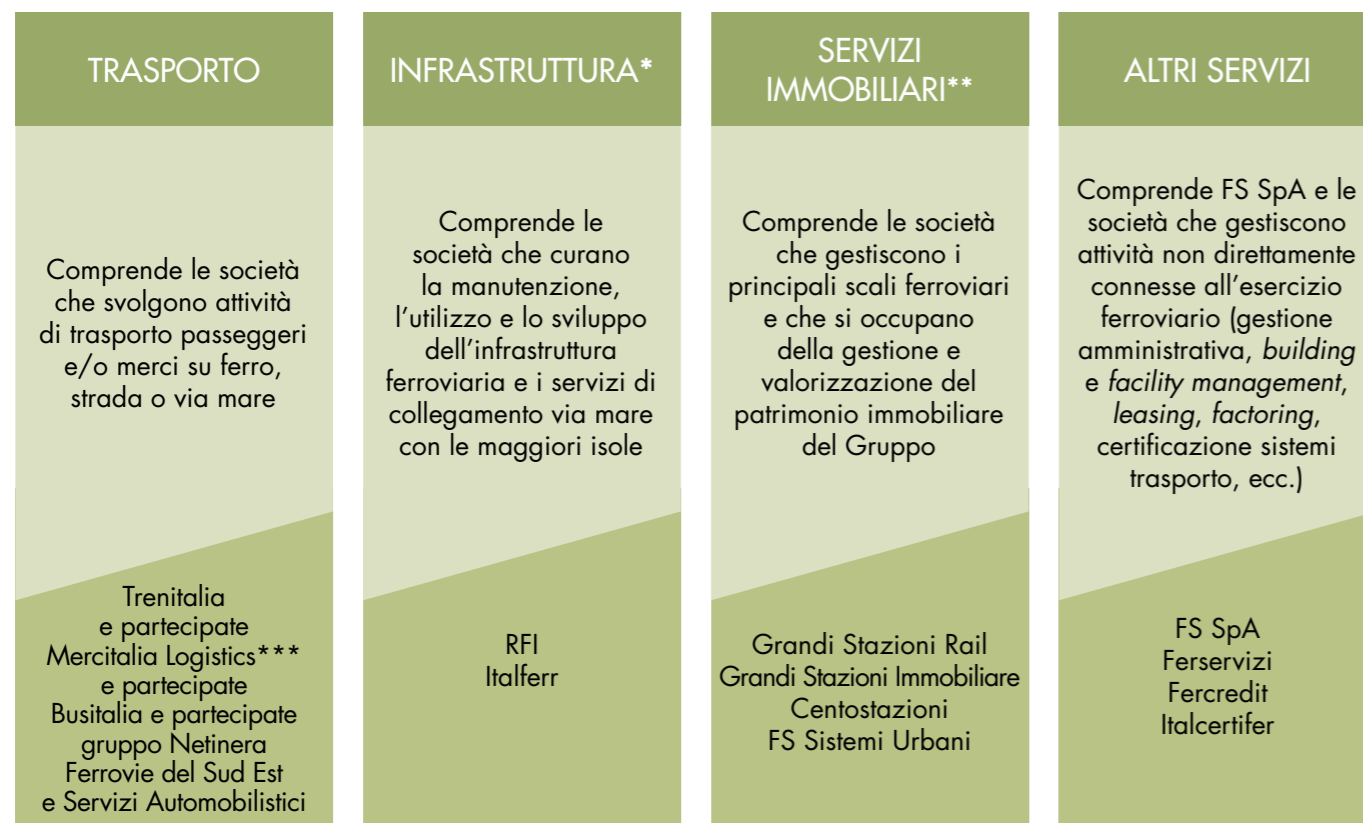 TRASPORTO
Comprende le società
che svolgono attività
di trasporto passeggeri
e/o merci su ferro,
strada o via mare
Trenitalia
e partecipate
Mercitalia Logistics***
e partecipate
Busitalia e partecipate
gruppo Netinera
Ferrovie del Sud Est
e Servizi Automobilistici
INFRASTRUTTURA*
Comprende le
società che curano
la manutenzione,
l’utilizzo e lo sviluppo
dell’infrastruttura
ferroviaria e i servizi di
collegamento via mare
con le maggiori isole
RFI
Italferr
SERVIZI
IMMOBILIARI**
Comprende le società
che gestiscono i
principali scali ferroviari
e che si occupano
della gestione e
valorizzazione del
patrimonio immobiliare
del Gruppo
Grandi Stazioni Rail
Grandi Stazioni Immobiliare
Centostazioni
FS Sistemi Urbani
ALTRI SERVIZI
Comprende FS SpA e le
società che gestiscono
attività non direttamente
connesse all’esercizio
ferroviario (gestione
amministrativa, building
e facility management,
leasing, factoring,
certificazione sistemi
trasporto, ecc.)
FS SpA
Ferservizi
Fercredit
Italcertifer